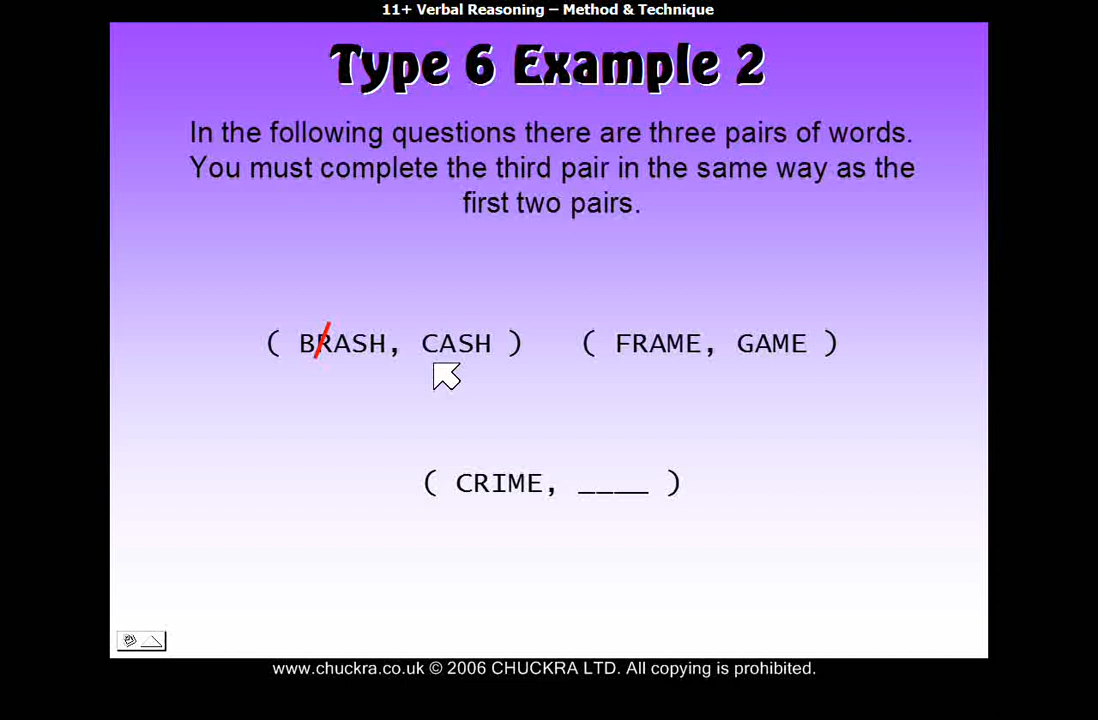 11+ Verbal Reasoning – Method & Technique
Type 6 Example 2
In the following questions there are three pairs of words.
You must complete the third pair in the same way as the
first two pairs.
( BRASH, CASH ) ( FRAME, GAME )
( CRIME, ____ )
www.chuckra.co.uk © 2006 CHUCKRA LTD. All copying is prohibited.